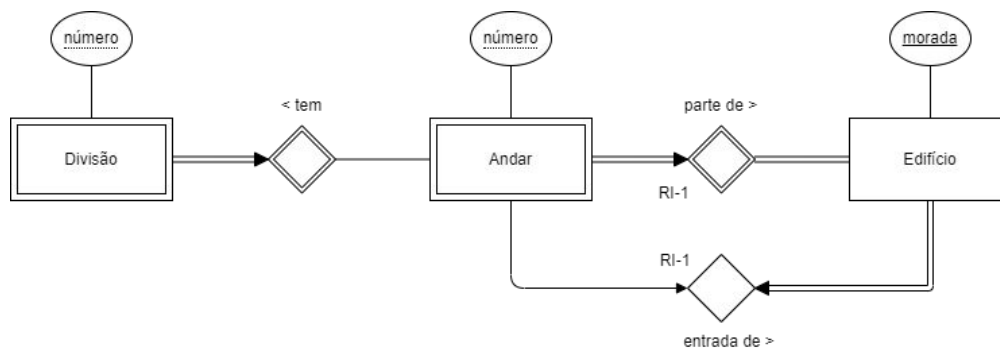 número
número
morada
< tem
parte de >
Divisão
Andar
Edifício
RI-1
RI-1
entrada de >